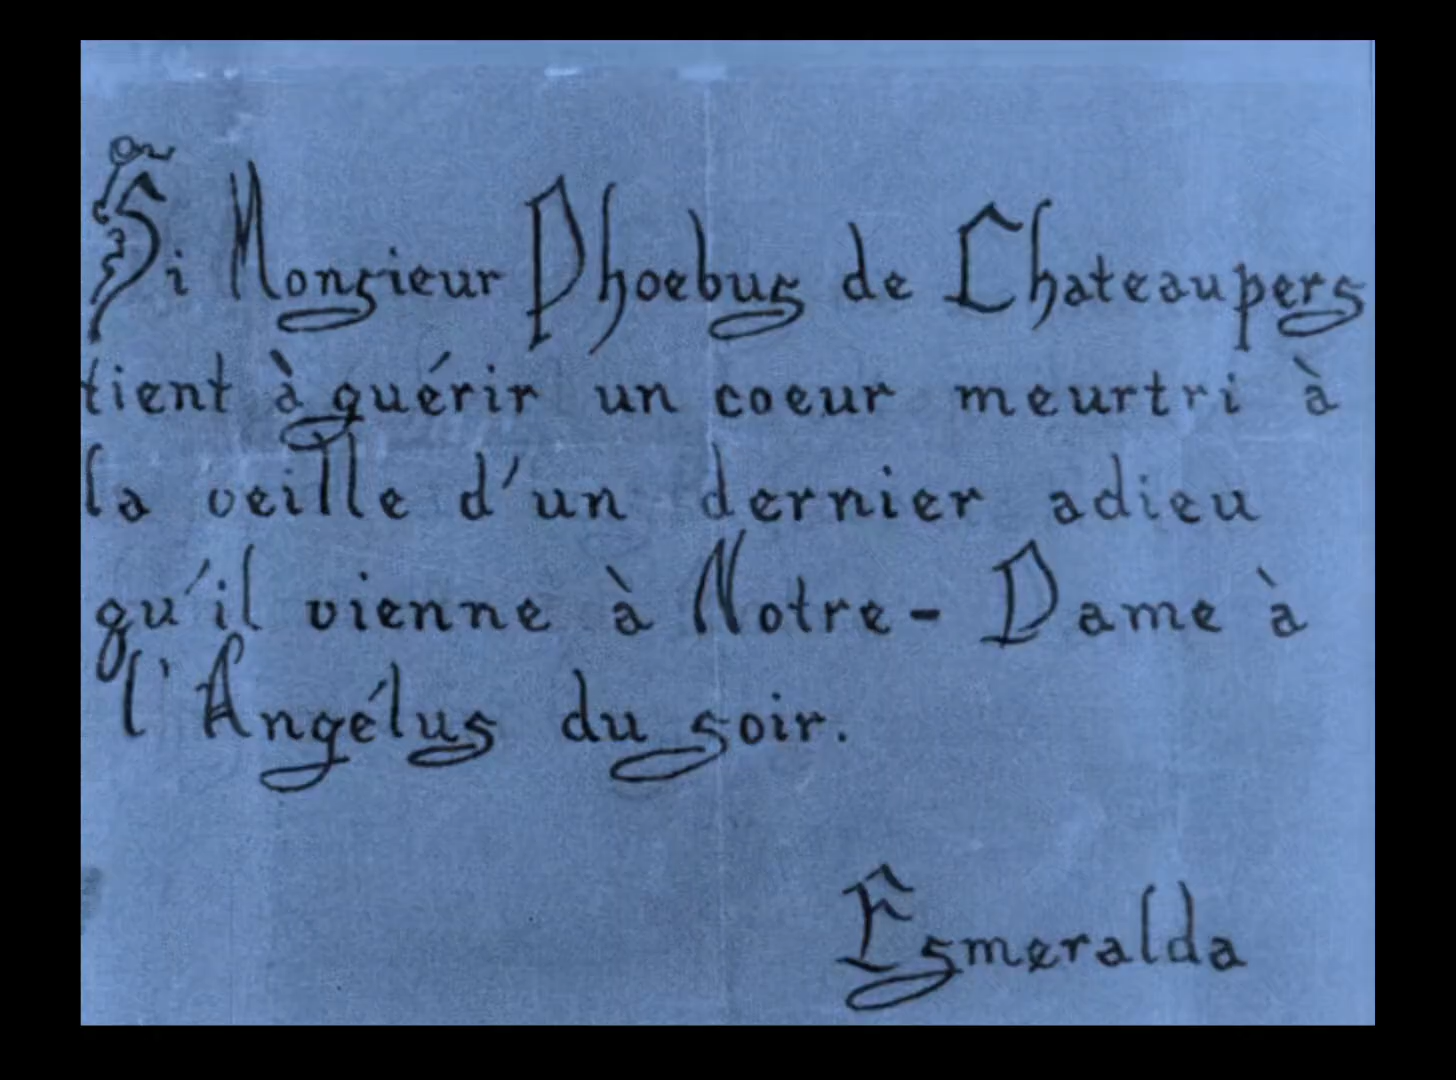 Si Monsieur Phoebus de Chateaupers
tient à guérir un coeur meurtri à
la veille d'un dernier adieu
qu'il vienne à Notre-Dame à
l'Angélus du soir.
Esmeralda